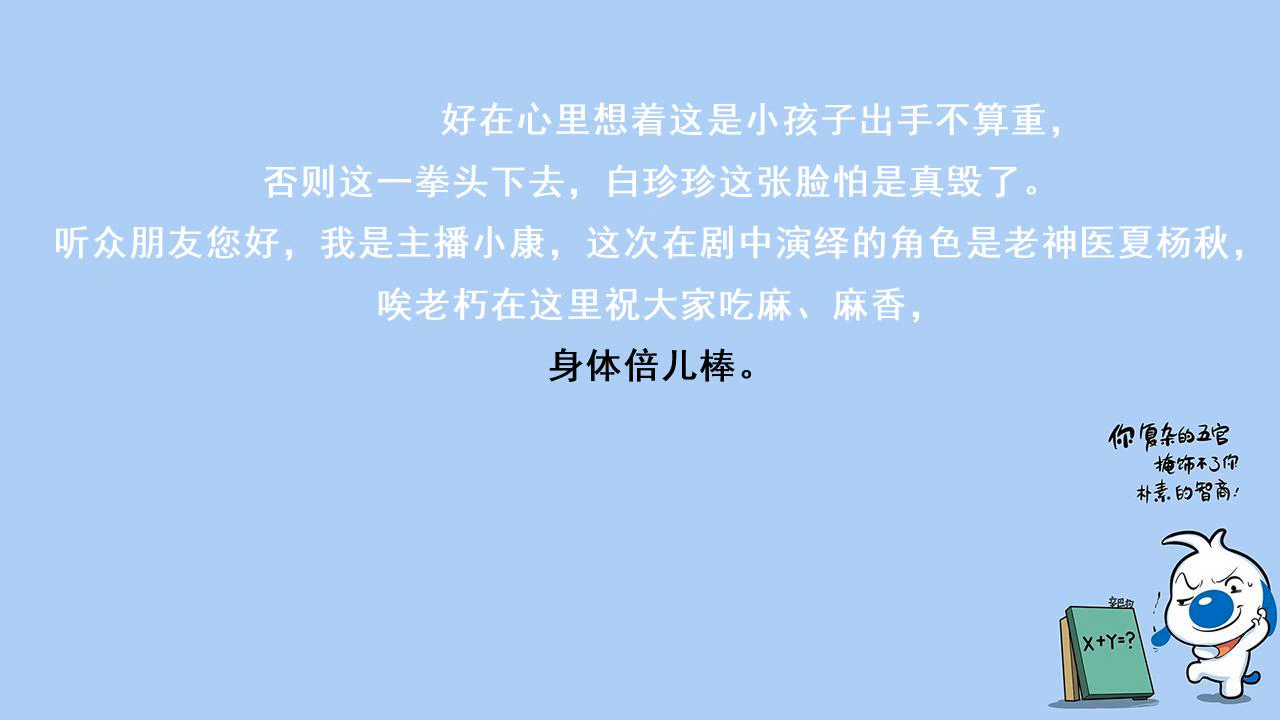 好在心里想着这是小孩子出手不算重，
否则这一拳头下去，白珍珍这张脸怕是真毁了。
听众朋友您好，我是主播小康，这次在剧中演绎的角色是老神医夏杨秋，
唉老朽在这里祝大家吃麻、麻香，
身体倍儿棒。
你复杂的五官
掩饰不了你
朴素的智商！
X+Y=?